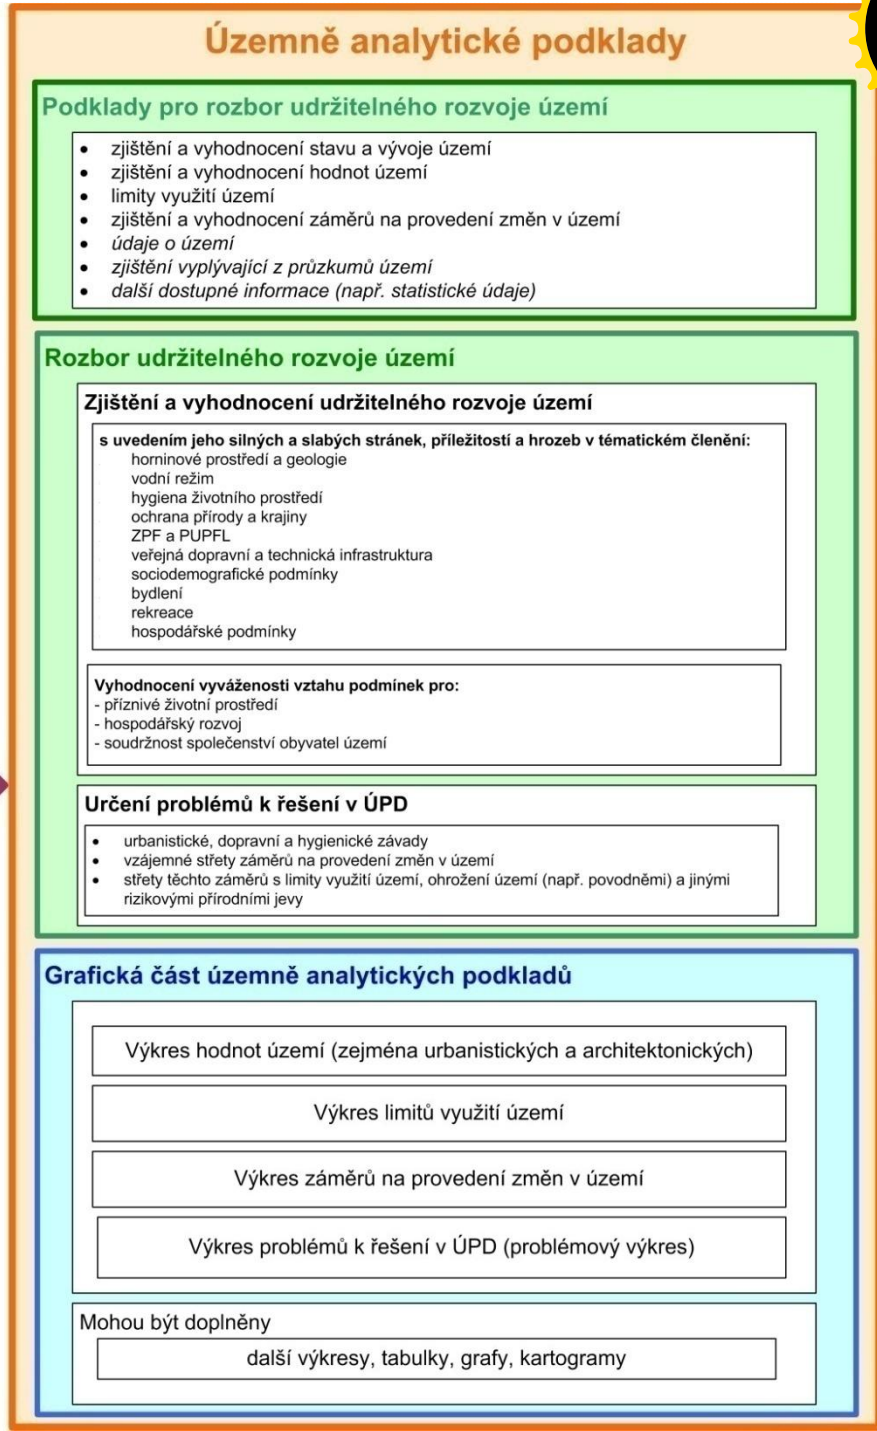 Územně analytické podklady
Podklady pro rozbor udržitelného rozvoje území
• zjištění a vyhodnocení stavu a vývoje území
• zjištění a vyhodnocení hodnot území
• limity využití území
• zjištění a vyhodnocení záměrů na provedení změn v území
• údaje o území
• zjištění vyplývající z průzkumů území
• další dostupné informace (např. statistické údaje)
Rozbor udržitelného rozvoje území
Zjištění a vyhodnocení udržitelného rozvoje území
s uvedením jeho silných a slabých stránek, příležitostí a hrozeb v tématickém členění:
horninové prostředí a geologie
vodní režim
hygiena životního prostředí
ochrana přírody a krajiny
ZPF a PUPFL
veřejná dopravní a technická infrastruktura
sociodemografické podmínky
bydlení
rekreace
hospodářské podmínky
Vyhodnocení vyváženosti vztahu podmínek pro:
- příznivé životní prostředí
- hospodářský rozvoj
- soudržnost společenství obyvatel území
Určení problémů k řešení v ÚPD
• urbanistické, dopravní a hygienické závady
• vzájemné střety záměrů na provedení změn v území
• střety těchto záměrů s limity využití území, ohrožení území (např. povodněmi) a jinými
rizikovými přírodními jevy
Grafická část územně analytických podkladů
Výkres hodnot území (zejména urbanistických a architektonických)
Výkres limitů využití území
Výkres záměrů na provedení změn v území
Výkres problémů k řešení v ÚPD (problémový výkres)
Mohou být doplněny
další výkresy, tabulky, grafy, kartogramy